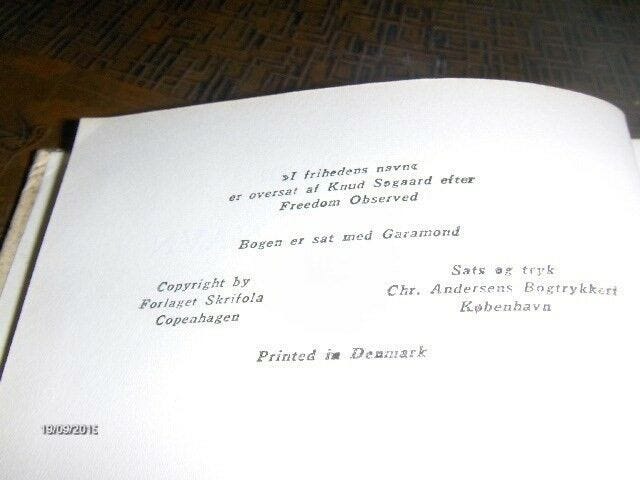 »I frihedens navn«
er oversat af Knud Søgaard efter
Freedom Observed
Bogen er sat med Garamond
Copyright by
Forlaget Skrifola
Copenhagen
Sats og tryk
Chr. Andersens Bogtrykkeri
København
Printed in Denmark
19/09/2015